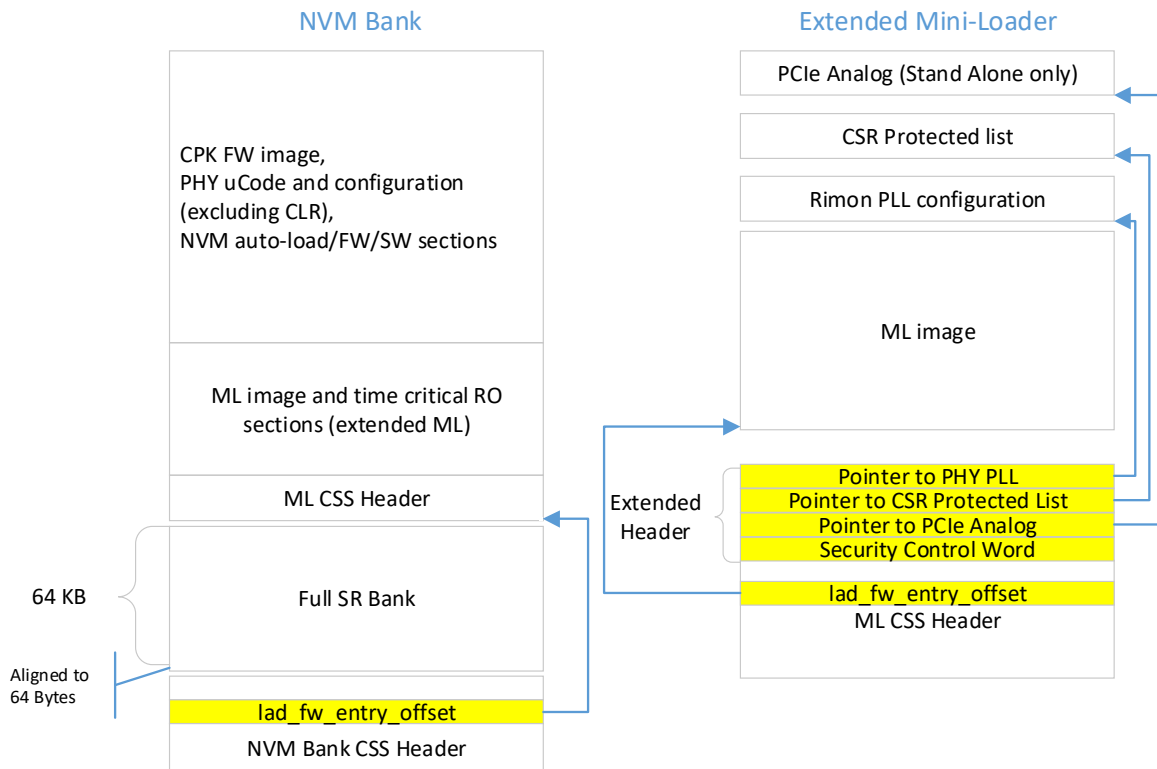 NVM Bank
CPK FW image,
PHY uCode and configuration
(excluding CLR),
NVM auto-load/FW/SW sections
ML image and time critical RO
sections (extended ML)
ML CSS Header
64 KB
Full SR Bank
Aligned to
64 Bytes
lad_fw_entry_offset
NVM Bank CSS Header
Extended Mini-Loader
PCIe Analog (Stand Alone only)
CSR Protected list
Rimon PLL configuration
ML image
Extended
Header
Pointer to PHY PLL
Pointer to CSR Protected List
Pointer to PCIe Analog
Security Control Word
lad_fw_entry_offset
ML CSS Header